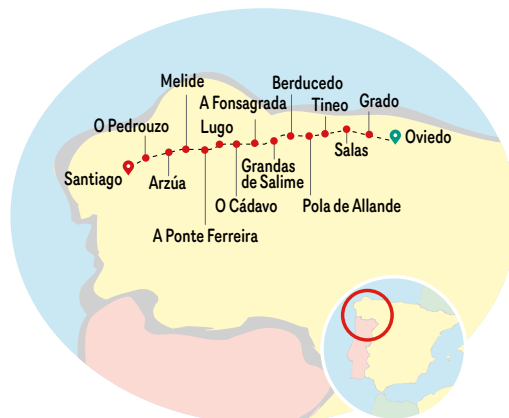 Melide
Berducedo
A Fonsagrada
Tineo
Grado
O Pedrouzo
Lugo
Oviedo
Salas
Santiago
Arzúa
Grandas
de Salime
O Cádavo
Pola de Allande
A Ponte Ferreira